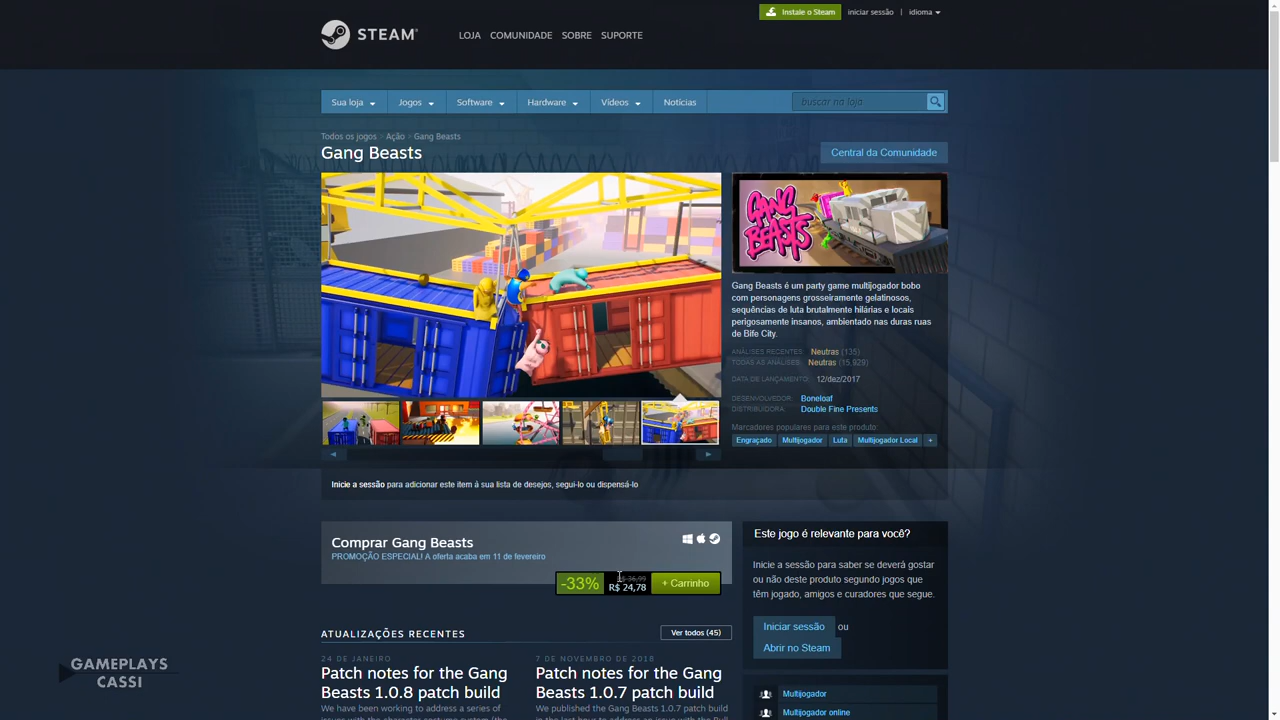 Instale o Steam
iniciar sessão | idioma
STEAM®
LOJA COMUNIDADE SOBRE SUPORTE
Sua loja Jogos Software Hardware Vídeos Notícias buscar na loja
Todos os jogos > Ação > Gang Beasts
Gang Beasts
Central da Comunidade
GANG BEASTS
Gang Beasts é um party game multijogador bobo
com personagens grosseiramente gelatinosos,
sequências de luta brutalmente hilárias e locais
perigosamente insanos, ambientado nas duras ruas
de Bife City.
ANÁLISES RECENTES: Neutras (135)
TODAS AS ANÁLISES: Neutras (15,929)
DATA DE LANÇAMENTO: 12/dez/2017
DESENVOLVEDOR: Boneloaf
DISTRIBUIDORA: Double Fine Presents
Marcadores populares para este produto:
Engraçado Multijogador Luta Multijogador Local +
Inicie a sessão para adicionar este item à sua lista de desejos, segui-lo ou dispensá-lo
Comprar Gang Beasts
PROMOÇÃO ESPECIAL! A oferta acaba em 11 de fevereiro
-33% R$ 36,99
R$ 24,78
+ Carrinho
Este jogo é relevante para você?
Inicie a sessão para saber se deverá gostar
ou não deste produto segundo jogos que
têm jogado, amigos e curadores que segue.
Iniciar sessão ou
Abrir no Steam
Multijogador
Multijogador online
ATUALIZAÇÕES RECENTES
Ver todos (45)
24 DE JANEIRO
Patch notes for the Gang
Beasts 1.0.8 patch build
We have been working to address a series of
7 DE NOVEMBRO DE 2018
Patch notes for the Gang
Beasts 1.0.7 patch build
We published the Gang Beasts 1.0.7 patch build
GAMEPLAYS
CASSI